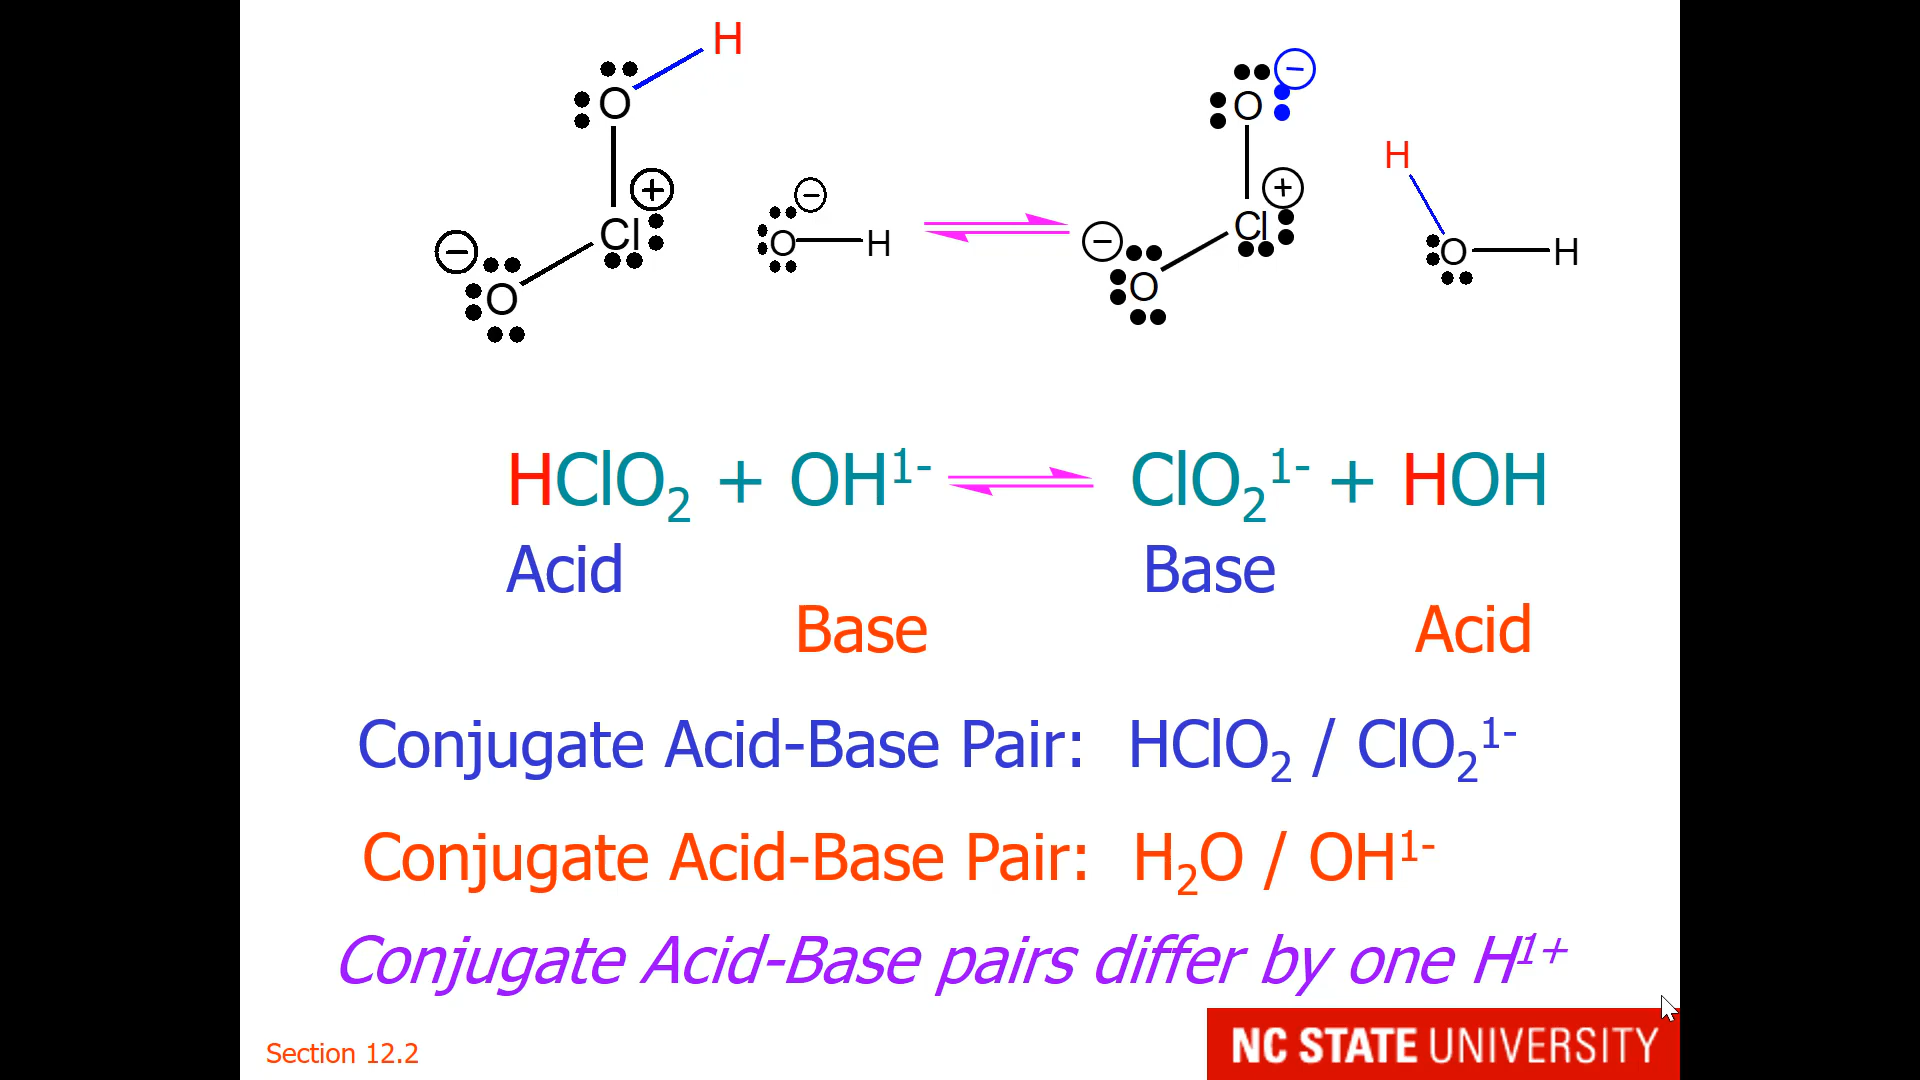 H
O
Cl
+
−
O
−
O H
−
O
Cl
+
−
O
H
O H
HClO₂ + OH¹⁻ ⇌ ClO₂¹⁻ + HOH
Acid Base
Base Acid
Conjugate Acid-Base Pair: HClO₂ / ClO₂¹⁻
Conjugate Acid-Base Pair: H₂O / OH¹⁻
Conjugate Acid-Base pairs differ by one H¹⁺
Section 12.2
NC STATE UNIVERSITY